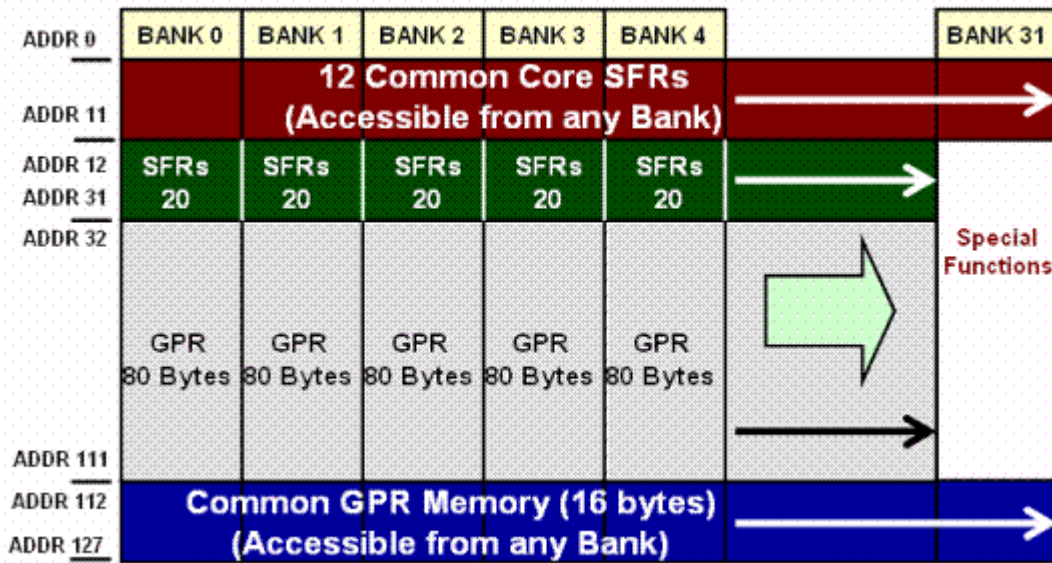 ADDR 0 BANK 0 BANK 1 BANK 2 BANK 3 BANK 4 BANK 31
12 Common Core SFRs
ADDR 11 (Accessible from any Bank)
ADDR 12 SFRs SFRs SFRs SFRs SFRs
ADDR 31 20 20 20 20 20
ADDR 32 Special
Functions
GPR GPR GPR GPR GPR
80 Bytes 80 Bytes 80 Bytes 80 Bytes 80 Bytes
ADDR 111
ADDR 112 Common GPR Memory (16 bytes)
ADDR 127 (Accessible from any Bank)